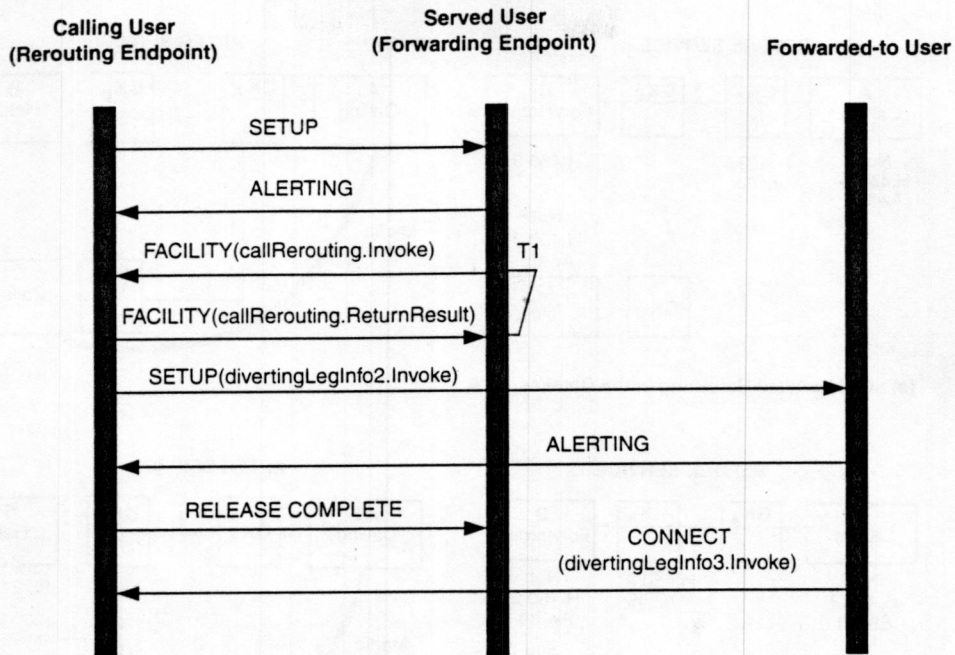 Calling User
(Rerouting Endpoint)
Served User
(Forwarding Endpoint)
Forwarded-to User
SETUP
ALERTING
FACILITY(callRerouting.Invoke)
T1
FACILITY(callRerouting.ReturnResult)
SETUP(divertingLegInfo2.Invoke)
ALERTING
RELEASE COMPLETE
CONNECT
(divertingLegInfo3.Invoke)